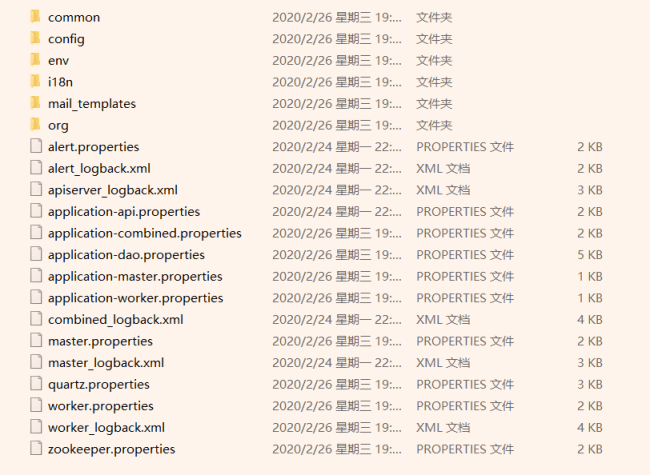 common 2020/2/26 星期三 19:... 文件夹
config 2020/2/26 星期三 19:... 文件夹
env 2020/2/26 星期三 19:... 文件夹
i18n 2020/2/26 星期三 19:... 文件夹
mail_templates 2020/2/26 星期三 19:... 文件夹
org 2020/2/26 星期三 19:... 文件夹
alert.properties 2020/2/24 星期一 22:... PROPERTIES 文件 2 KB
alert_logback.xml 2020/2/24 星期一 22:... XML 文档 2 KB
apiserver_logback.xml 2020/2/24 星期一 22:... XML 文档 3 KB
application-api.properties 2020/2/24 星期一 22:... PROPERTIES 文件 2 KB
application-combined.properties 2020/2/26 星期三 19:... PROPERTIES 文件 2 KB
application-dao.properties 2020/2/26 星期三 19:... PROPERTIES 文件 5 KB
application-master.properties 2020/2/26 星期三 19:... PROPERTIES 文件 1 KB
application-worker.properties 2020/2/26 星期三 19:... PROPERTIES 文件 1 KB
combined_logback.xml 2020/2/24 星期一 22:... XML 文档 4 KB
master.properties 2020/2/26 星期三 19:... PROPERTIES 文件 2 KB
master_logback.xml 2020/2/24 星期一 22:... XML 文档 3 KB
quartz.properties 2020/2/26 星期三 19:... PROPERTIES 文件 3 KB
worker.properties 2020/2/26 星期三 19:... PROPERTIES 文件 2 KB
worker_logback.xml 2020/2/26 星期三 19:... XML 文档 4 KB
zookeeper.properties 2020/2/26 星期三 19:... PROPERTIES 文件 2 KB